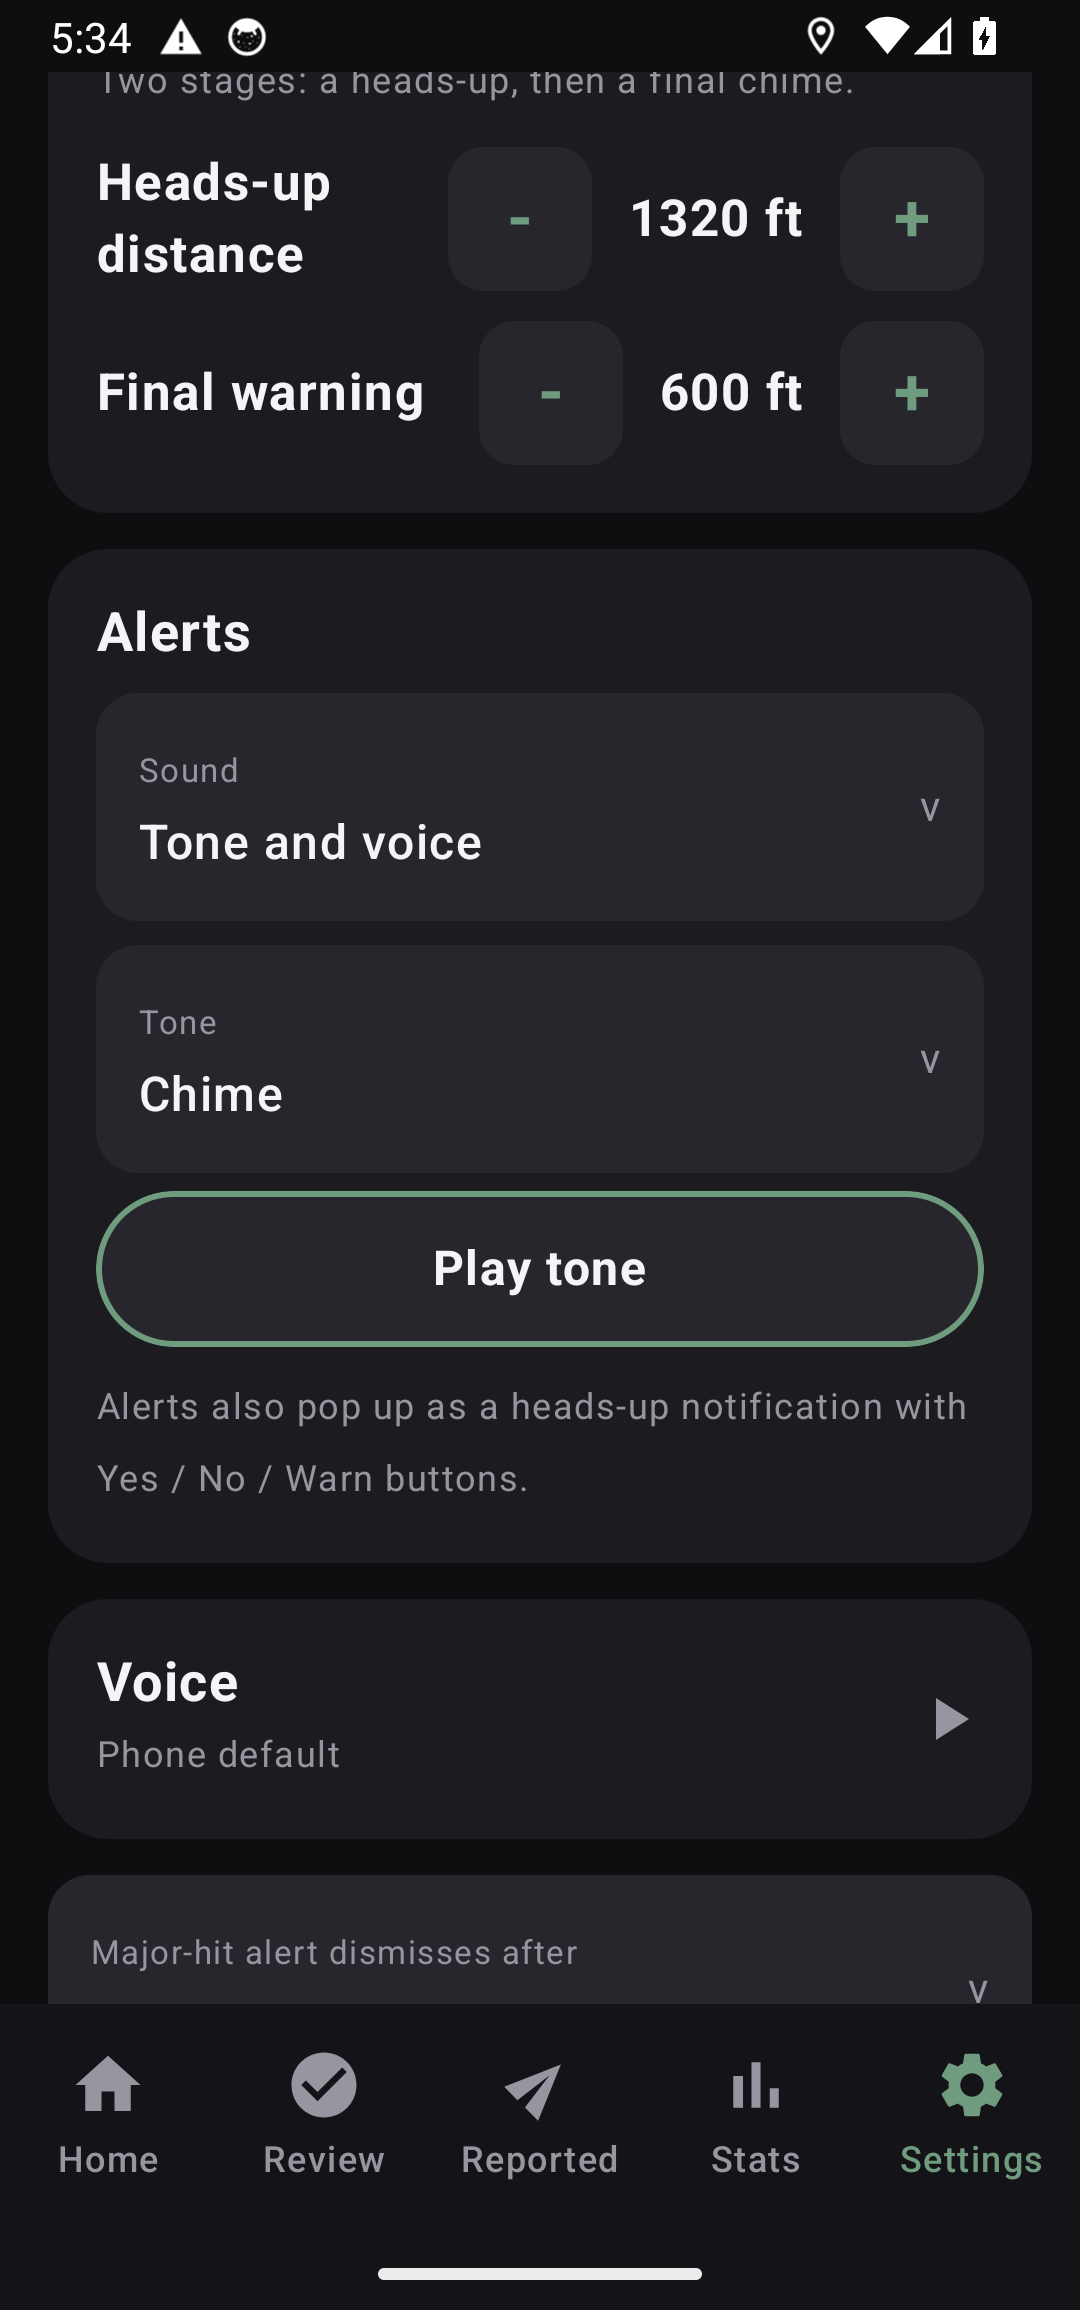 5:34
Two stages: a heads-up, then a final chime.
Heads-up
distance
- 1320 ft +
Final warning - 600 ft +
Alerts
Sound
Tone and voice
v
Tone
Chime
v
Play tone
Alerts also pop up as a heads-up notification with
Yes / No / Warn buttons.
Voice
Phone default
Major-hit alert dismisses after
v
Home Review Reported Stats Settings